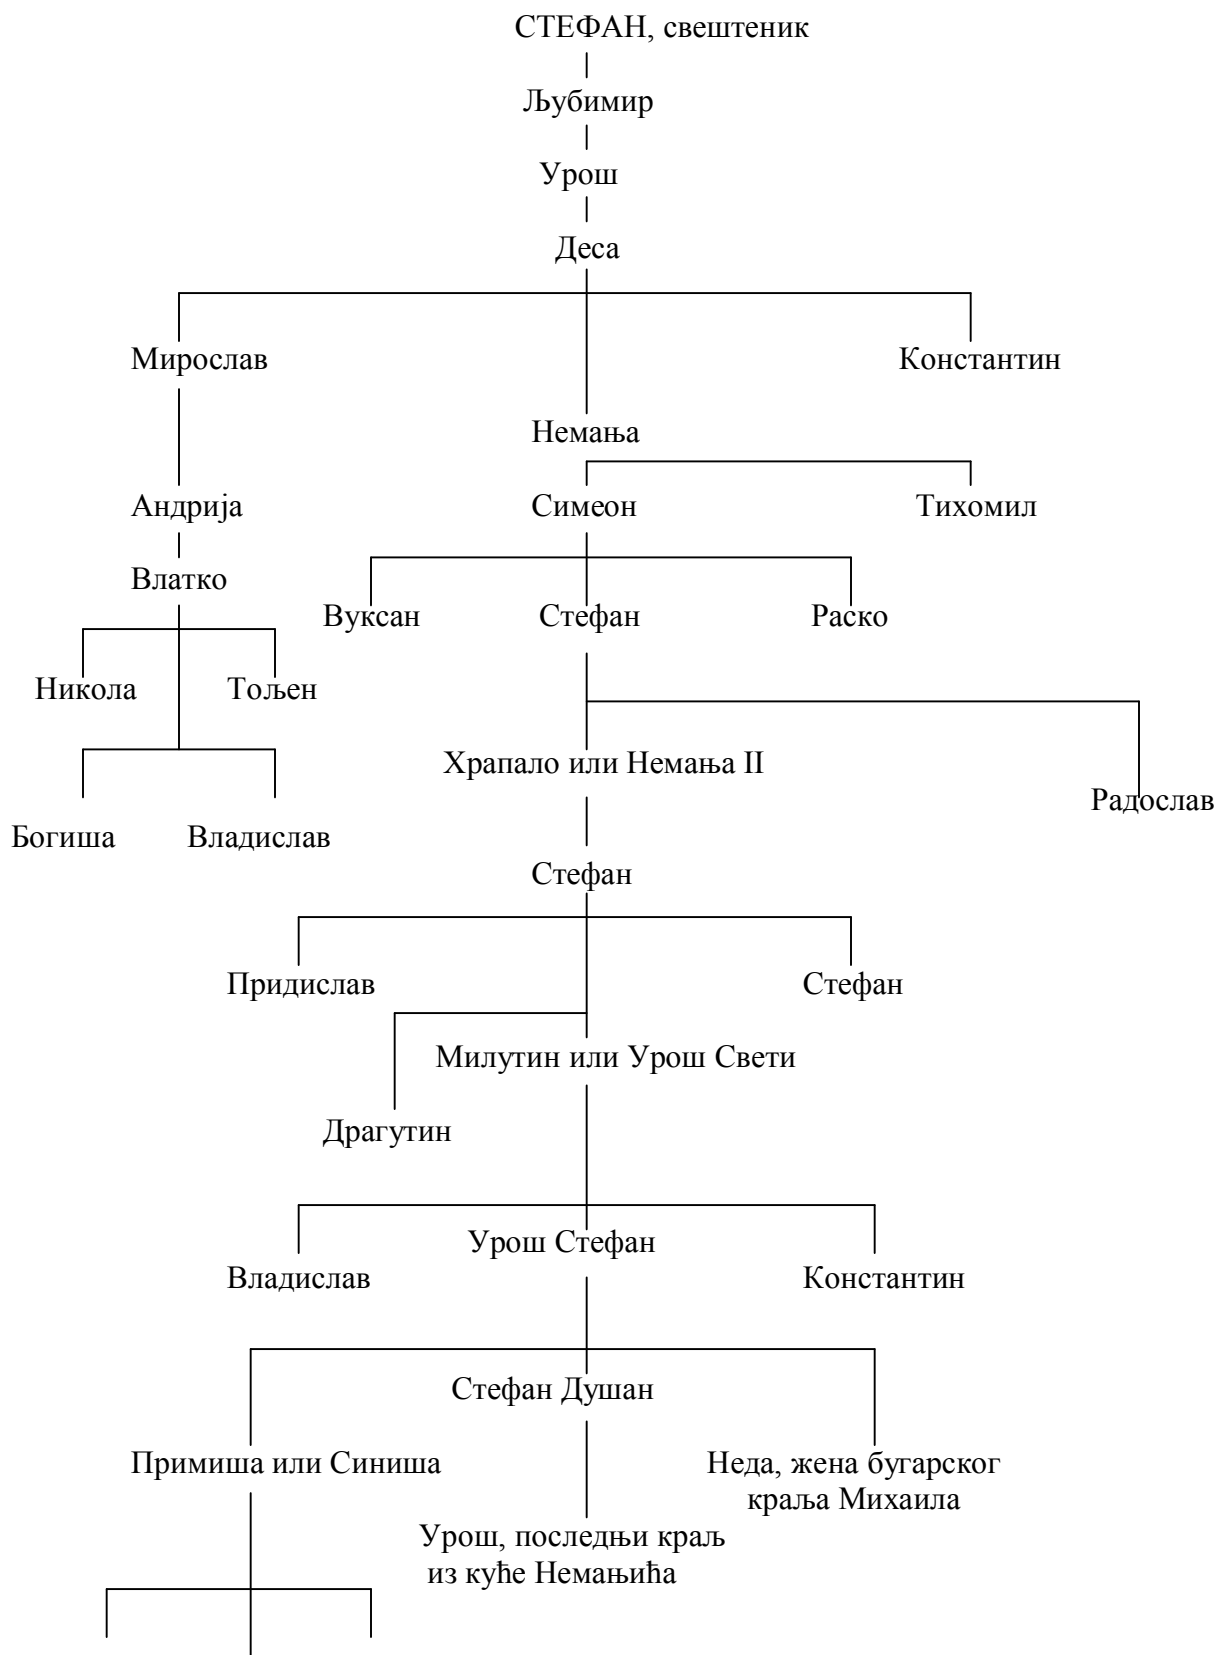 СТЕФАН, свештеник
Љубимир
Урош
Деса
Мирослав
Константин
Немања
Андрија
Симеон
Тихомил
Влатко
Вуксан
Стефан
Раско
Никола
Тољен
Храпало или Немања II
Радослав
Богиша
Владислав
Стефан
Придислав
Стефан
Милутин или Урош Свети
Драгутин
Урош Стефан
Владислав
Константин
Стефан Душан
Примиша или Синиша
Неда, жена бугарског
краља Михаила
Урош, последњи краљ
из куће Немањића